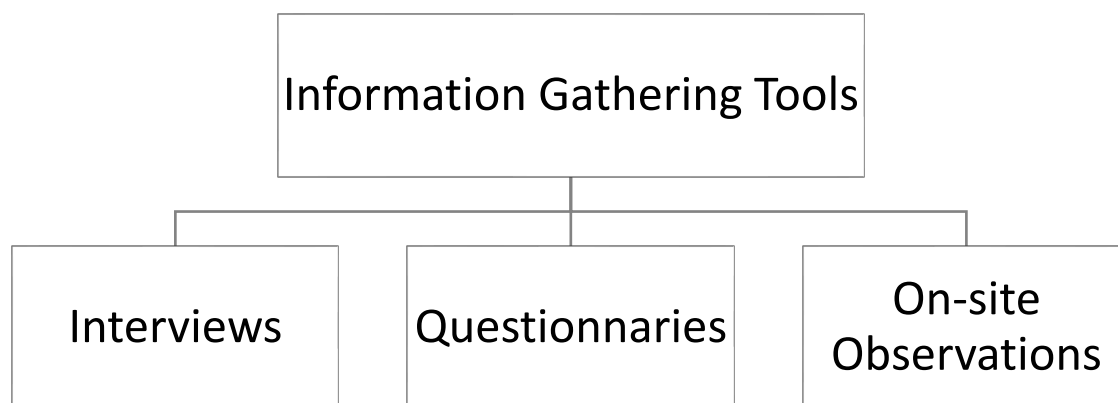 Information Gathering Tools
Interviews
Questionnaries
On-site
Observations